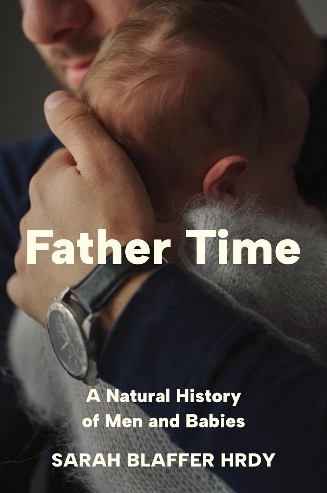 Father Time
A Natural History
of Men and Babies
SARAH BLAFFER HRDY